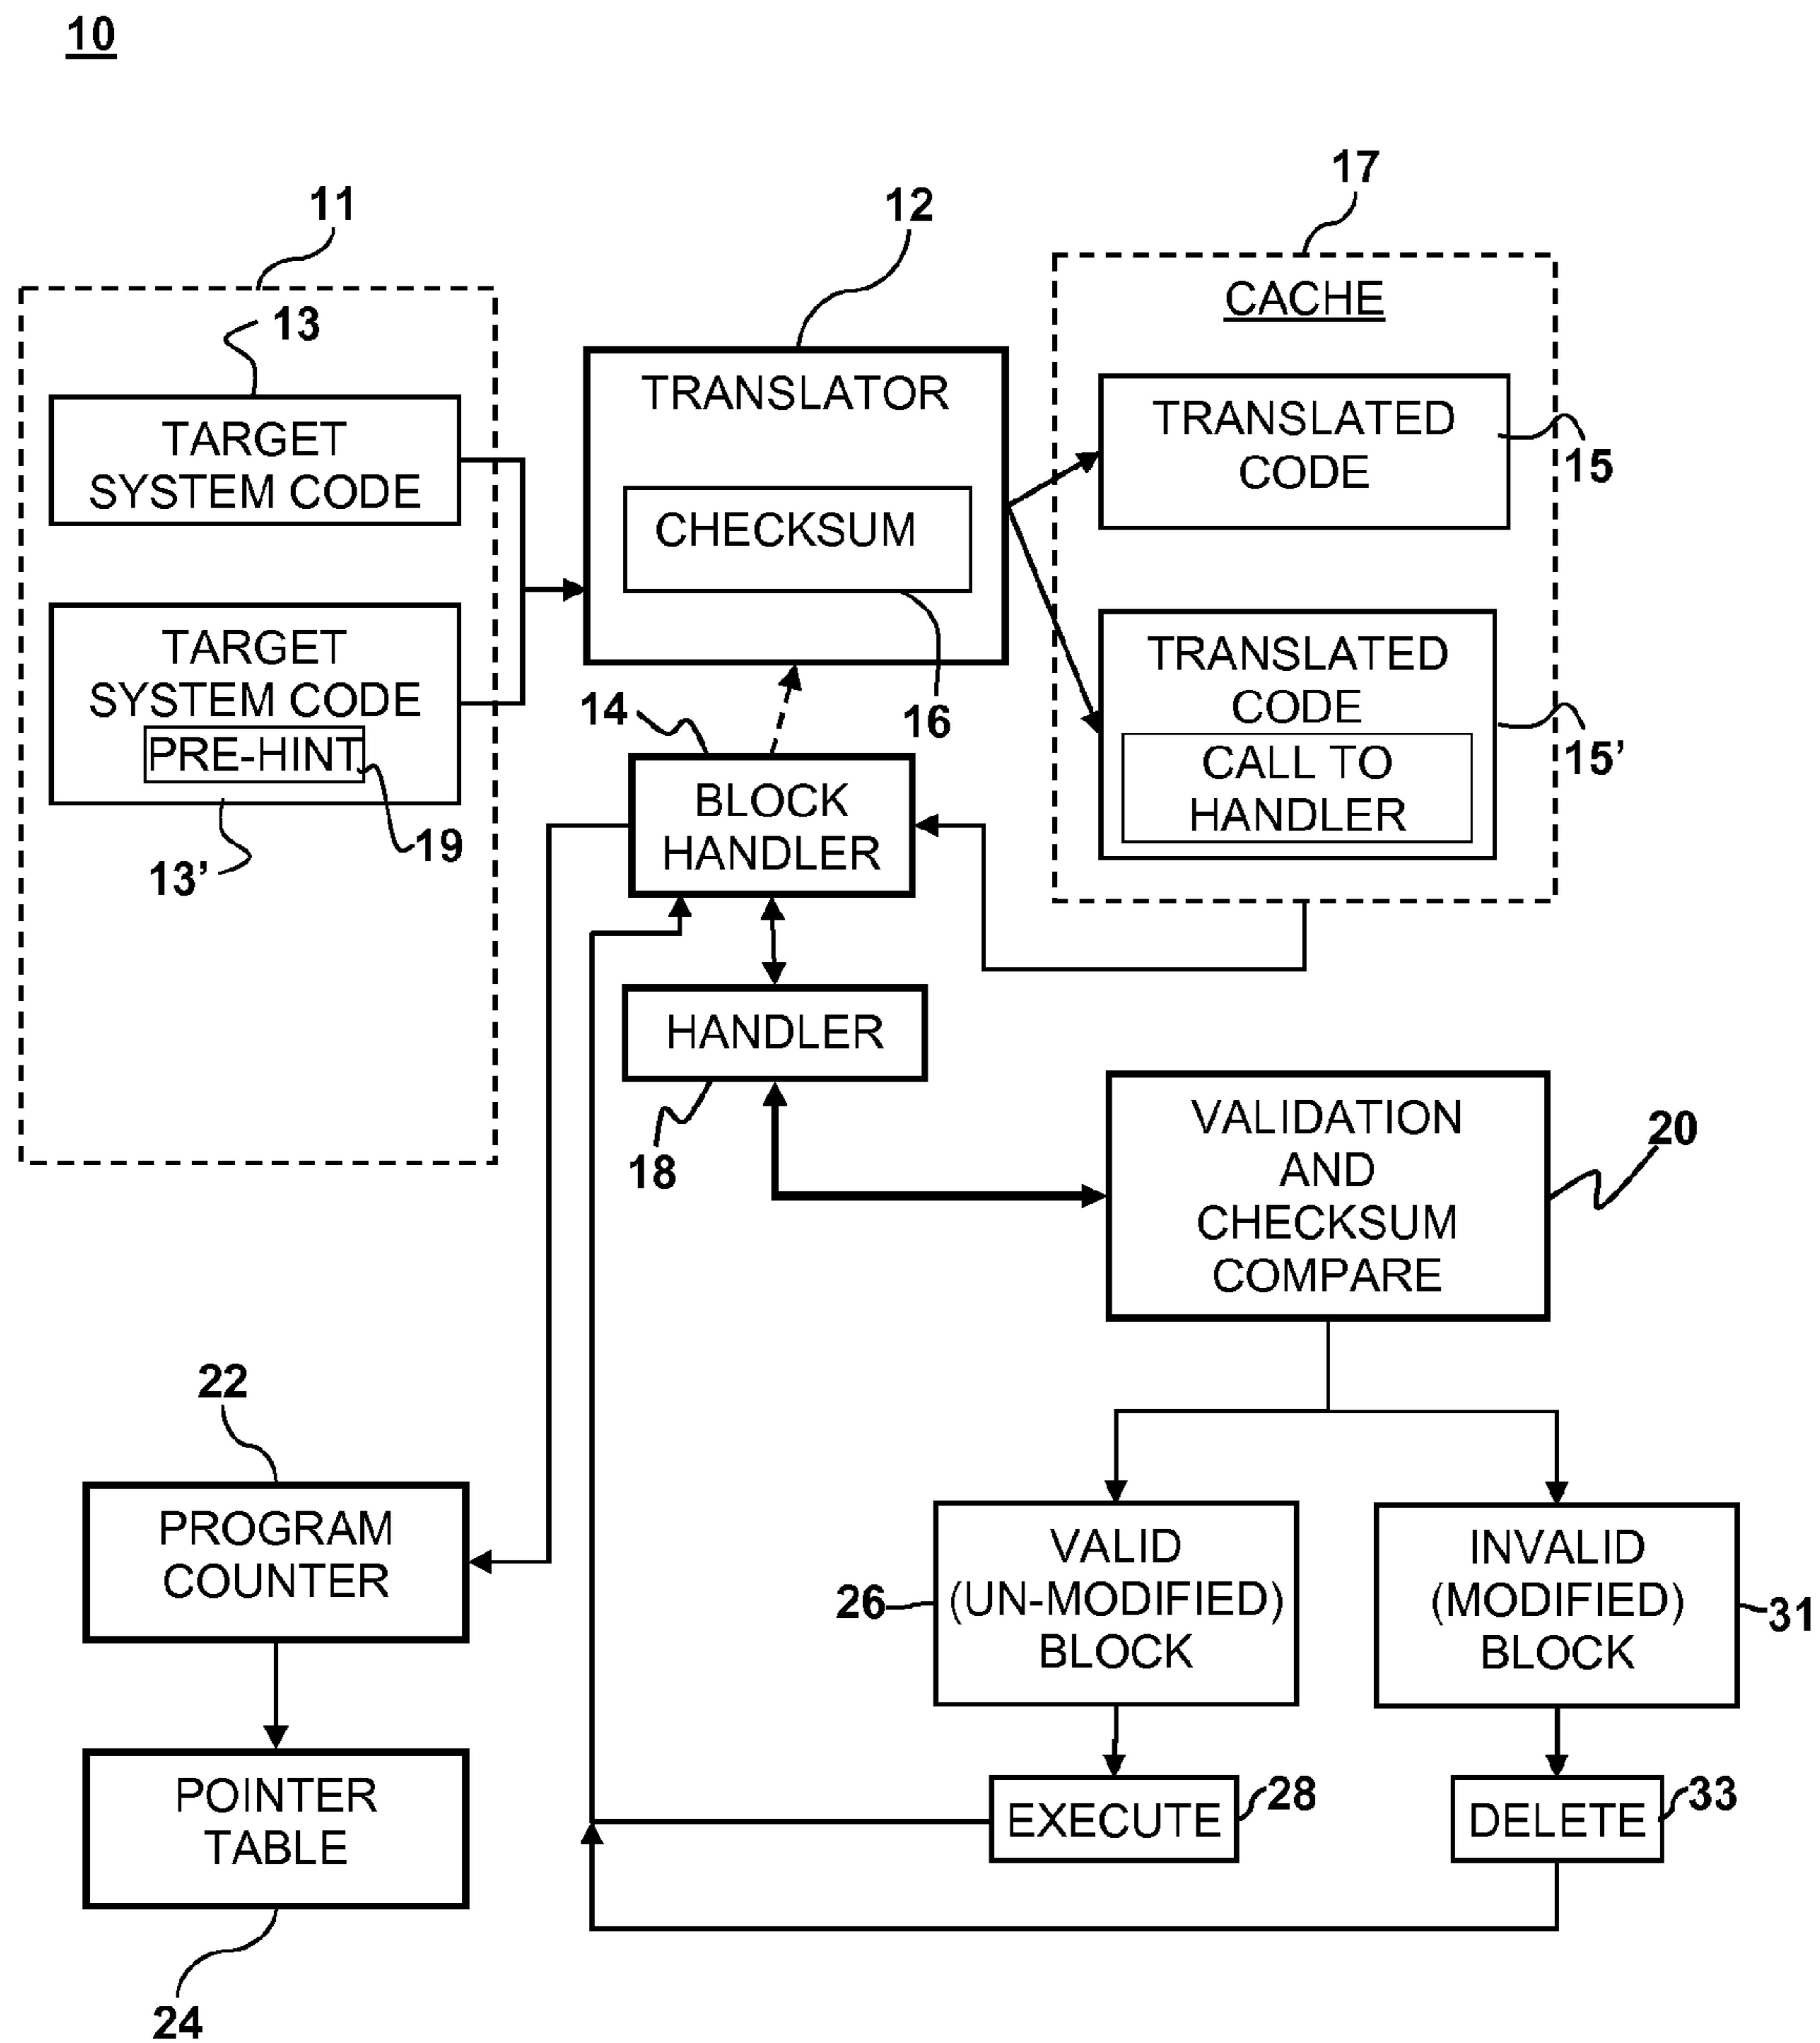 10
11
12
17
CACHE
13
TARGET
SYSTEM CODE
TRANSLATOR
CHECKSUM
16
TRANSLATED
CODE
15
TARGET
SYSTEM CODE
PRE-HINT
19
13’
TRANSLATED
CODE
CALL TO
HANDLER
15’
14
BLOCK
HANDLER
HANDLER
18
VALIDATION
AND
CHECKSUM
COMPARE
20
22
PROGRAM
COUNTER
POINTER
TABLE
24
VALID
(UN-MODIFIED)
BLOCK
26
INVALID
(MODIFIED)
BLOCK
31
EXECUTE
28
DELETE
33